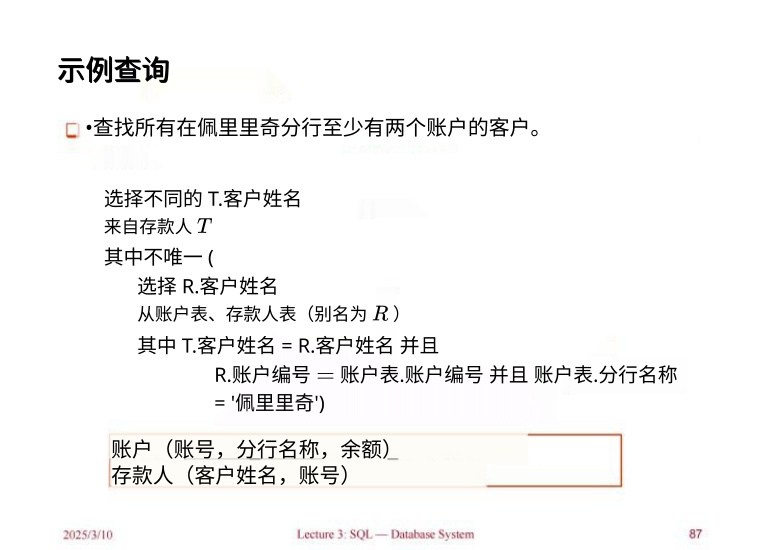 示例查询
•查找所有在佩里里奇分行至少有两个账户的客户。
选择不同的 T.客户姓名
来自存款人 T
其中不唯一 (
选择 R.客户姓名
从账户表、存款人表（别名为 R ）
其中 T.客户姓名 = R.客户姓名 并且
R.账户编号 = 账户表.账户编号 并且 账户表.分行名称
= '佩里里奇')
账户（账号，分行名称，余额）
存款人（客户姓名，账号）
2025/3/10 Lecture 3: SQL — Database System 87